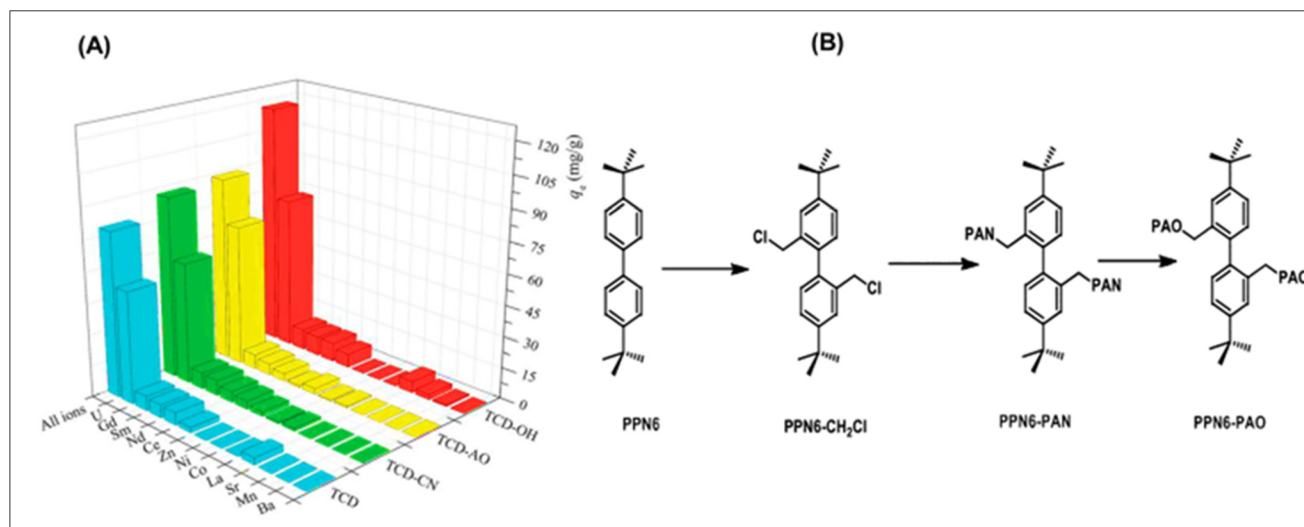 (A)
(B)
120
105
90
75
60
45
30
15
0
qe (mg/g)
All ions
U
Gd
Sm
Nd
Ce
Zn
Ni
Co
La
Sr
Mn
Ba
TCD
TCD-CN
TCD-AO
TCD-OH
PPN6
Cl
Cl
PPN6-CH₂Cl
PAN
PAN
PPN6-PAN
PAO
PAO
PPN6-PAO